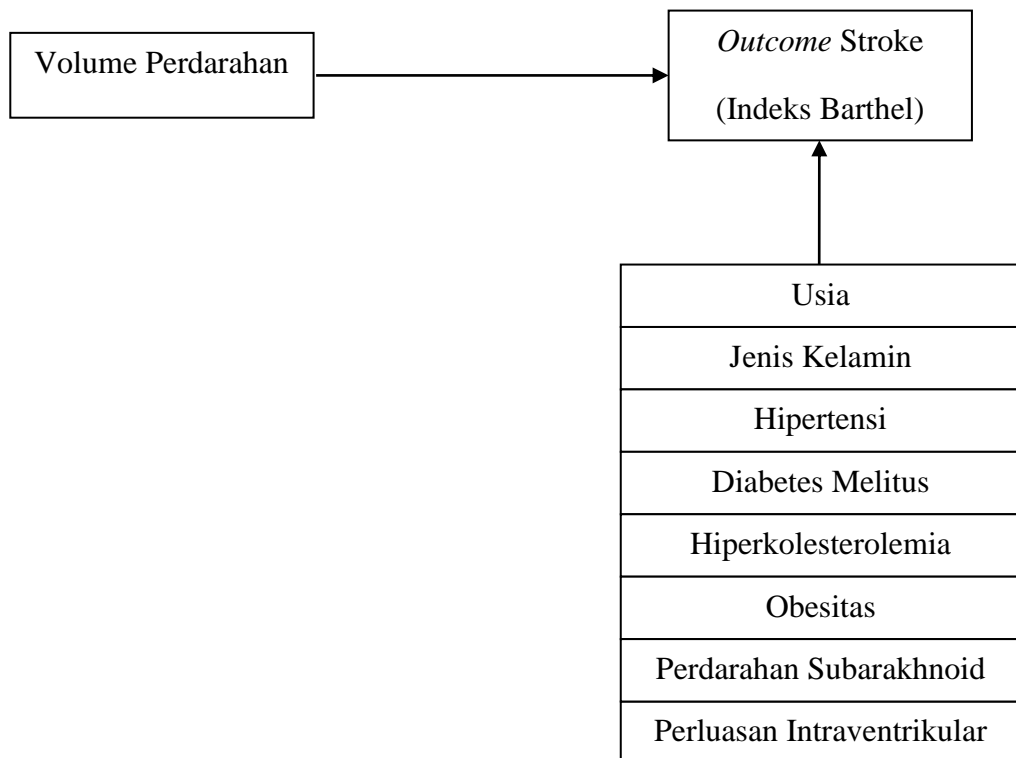 Volume Perdarahan
Outcome Stroke
(Indeks Barthel)
Usia
Jenis Kelamin
Hipertensi
Diabetes Melitus
Hiperkolesterolemia
Obesitas
Perdarahan Subarakhnoid
Perluasan Intraventrikular